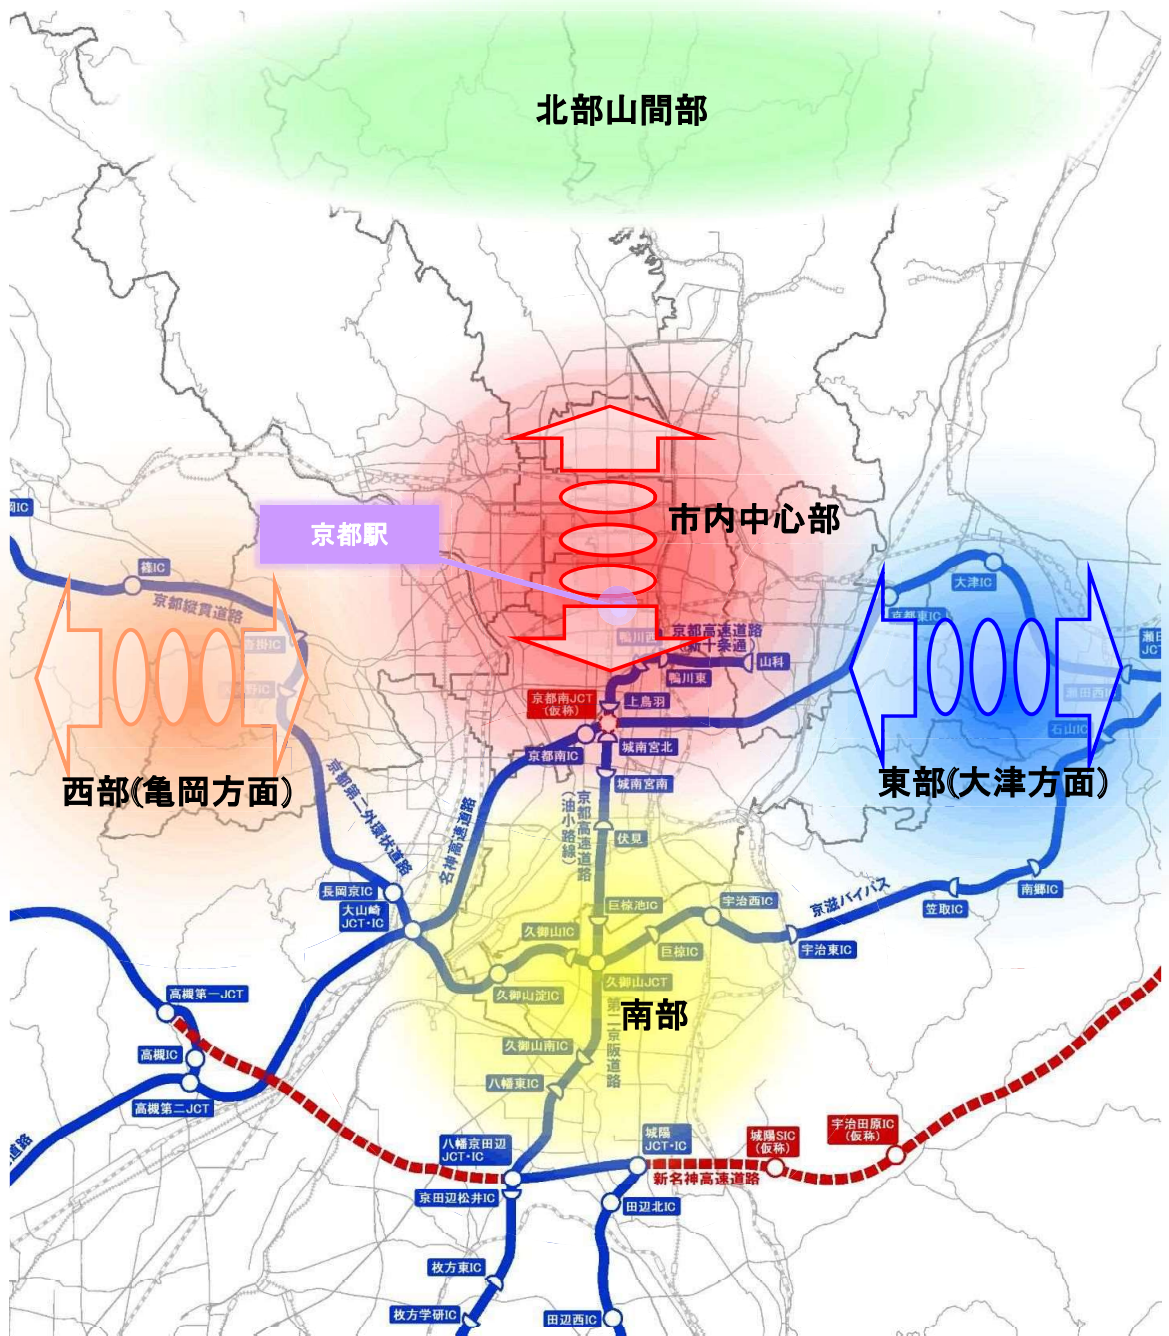 北部山間部
市内中心部
京都駅
岡IC
篠IC
京都縦貫道路
沓掛IC
大津IC
京都東IC
瀬田西IC
石山IC
鴨川西
京都高速道路
(新十条通)
山科
鴨川東
京都南JCT
(仮称)
上鳥羽
京都南IC
城南宮北
城南宮南
西部(亀岡方面)
東部(大津方面)
京都第二外環状道路
名神高速道路
京都高速道路
(油小路線)
伏見
長岡京IC
大山崎
JCT・IC
巨椋池IC
宇治西IC
京滋バイパス
南郷IC
笠取IC
久御山IC
巨椋IC
宇治東IC
久御山淀IC
久御山JCT
高槻第一JCT
南部
第二京阪道路
久御山南IC
高槻IC
八幡東IC
高槻第二JCT
八幡京田辺
JCT・IC
城陽
JCT・IC
城陽SIC
(仮称)
宇治田原IC
(仮称)
新名神高速道路
京田辺松井IC
田辺北IC
枚方東IC
枚方学研IC
田辺西IC